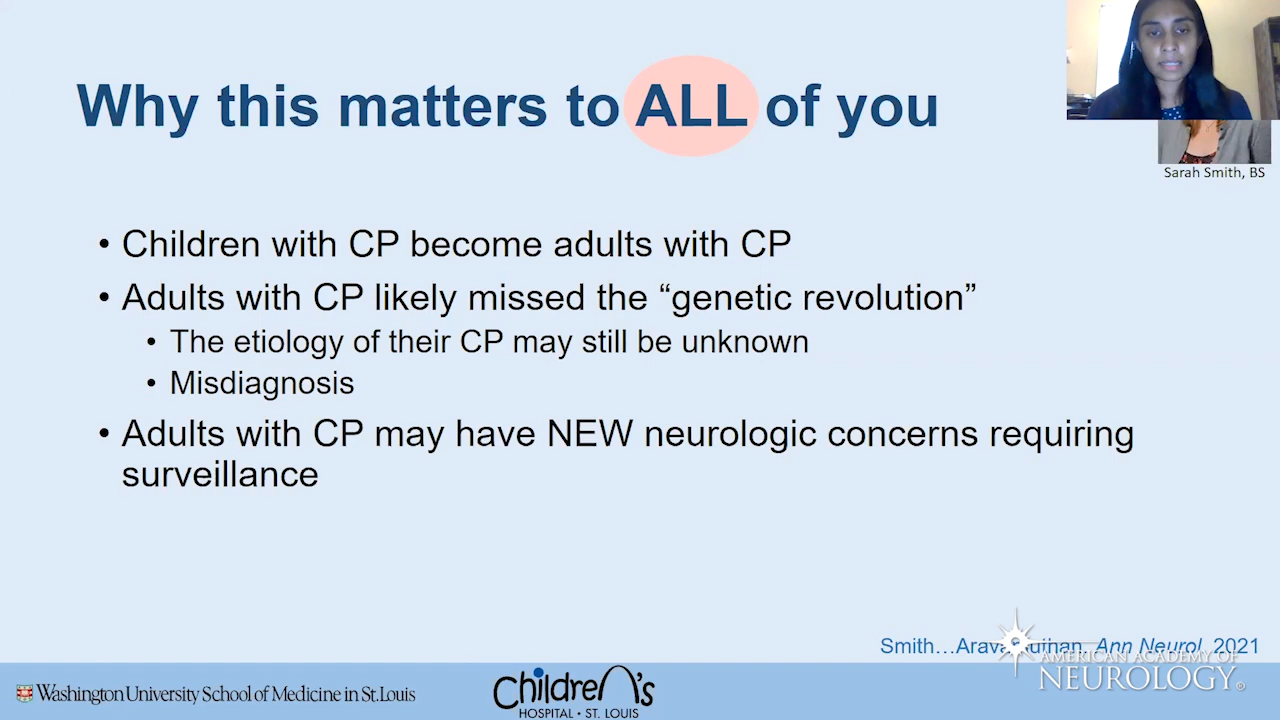 Why this matters to ALL of you
Sarah Smith, BS
• Children with CP become adults with CP
• Adults with CP likely missed the “genetic revolution”
• The etiology of their CP may still be unknown
• Misdiagnosis
• Adults with CP may have NEW neurologic concerns requiring
surveillance
Smith… Ann Neurol, 2021
AMERICAN ACADEMY OF
NEUROLOGY®
Washington University School of Medicine in St. Louis
Children's
HOSPITAL • ST. LOUIS